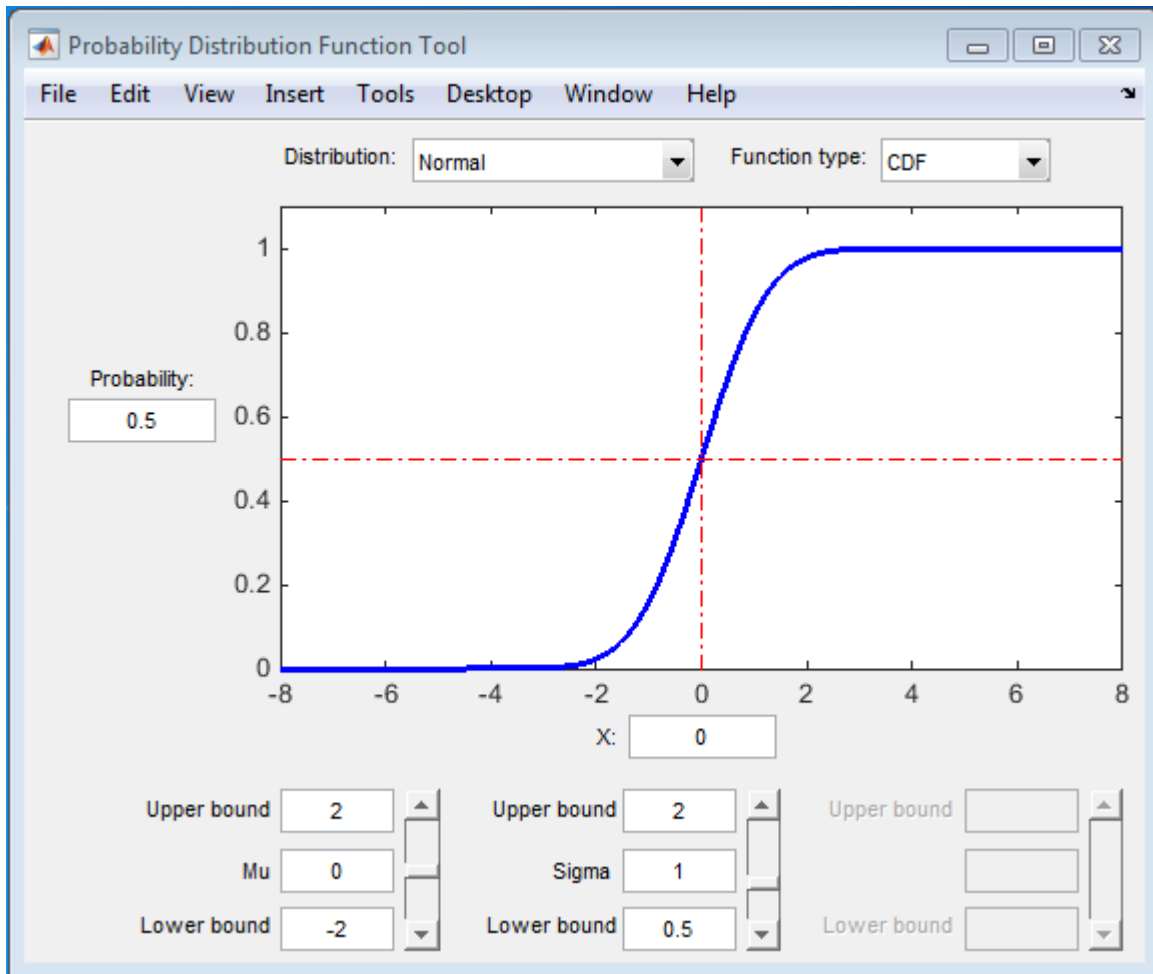 Probability Distribution Function Tool
File Edit View Insert Tools Desktop Window Help
Distribution: Normal Function type: CDF
1
0.8
Probability:
0.5
0.6
0.4
0.2
0
-8 -6 -4 -2 0 2 4 6 8
X: 0
Upper bound 2 Upper bound 2 Upper bound
Mu 0 Sigma 1
Lower bound -2 Lower bound 0.5 Lower bound